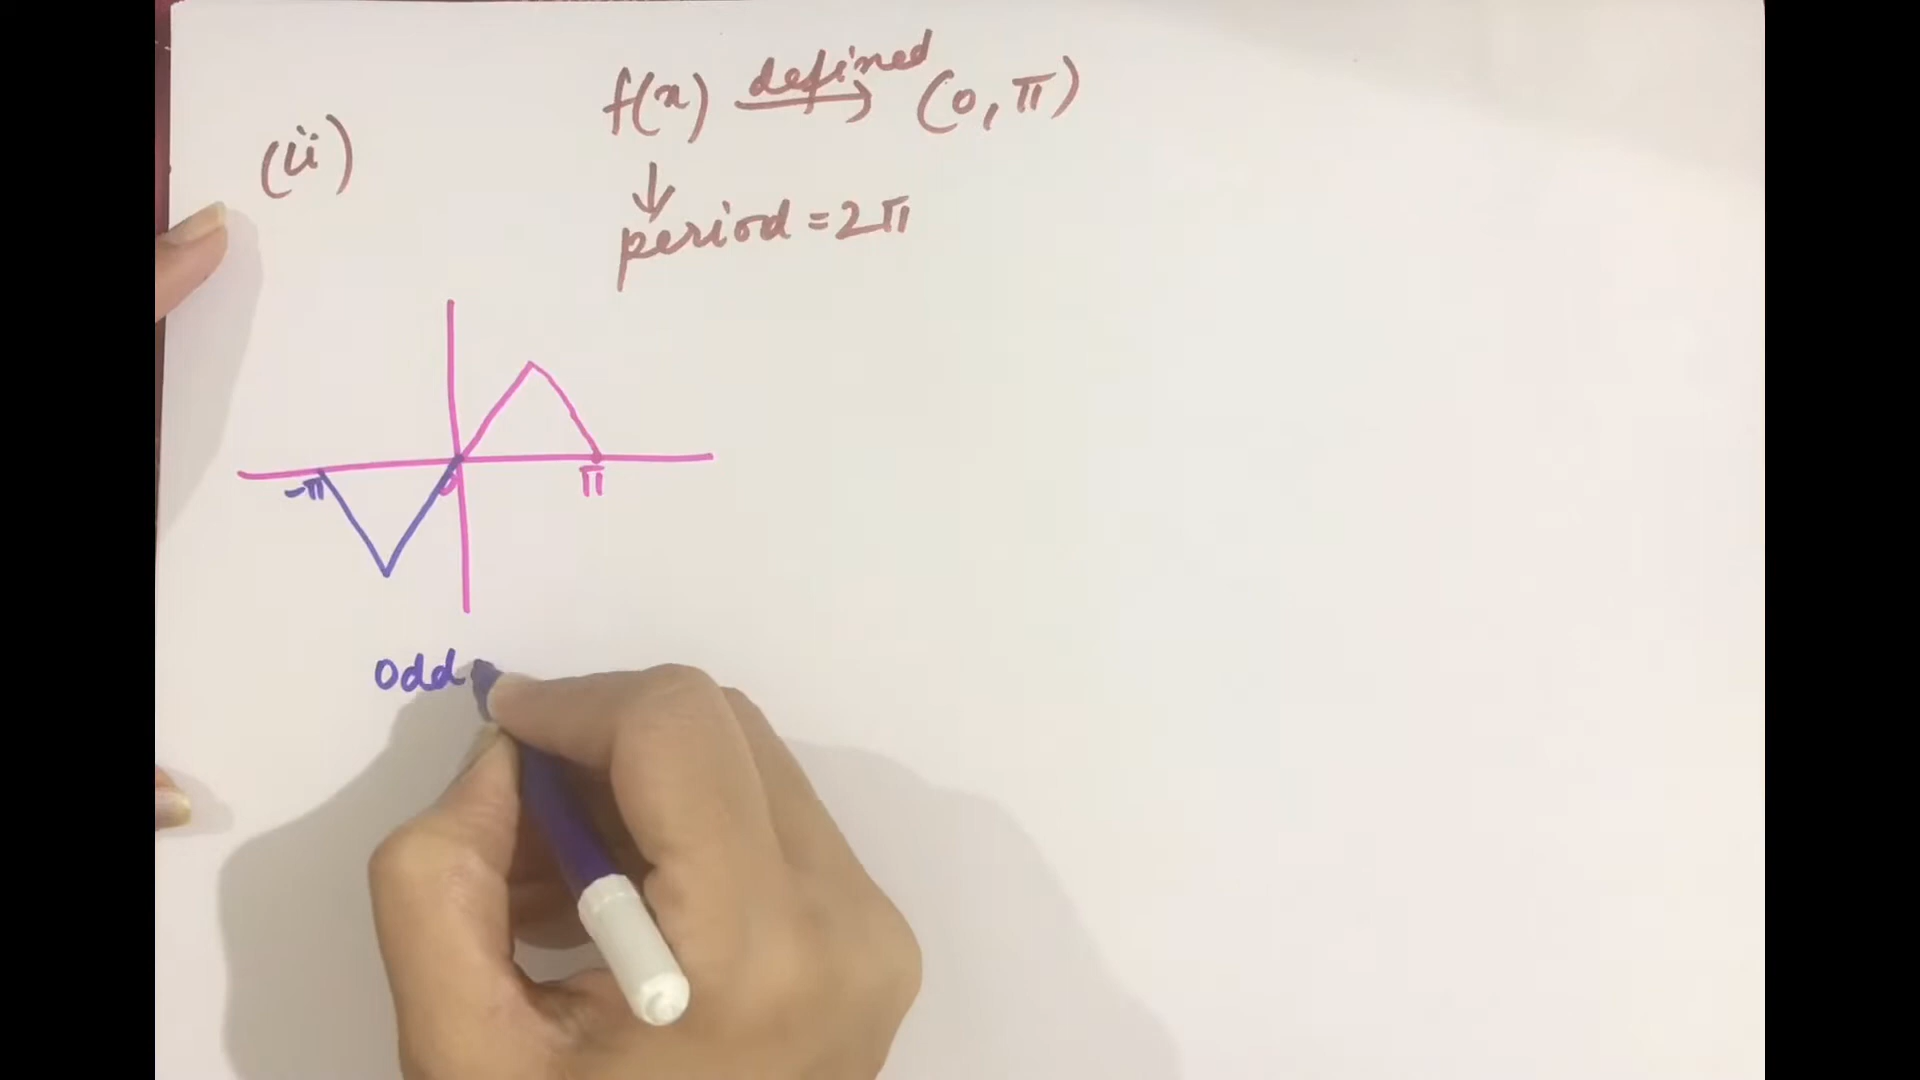 f(x) defined → (0, π)
(ii)
↓
period = 2π
-π 0 π
odd